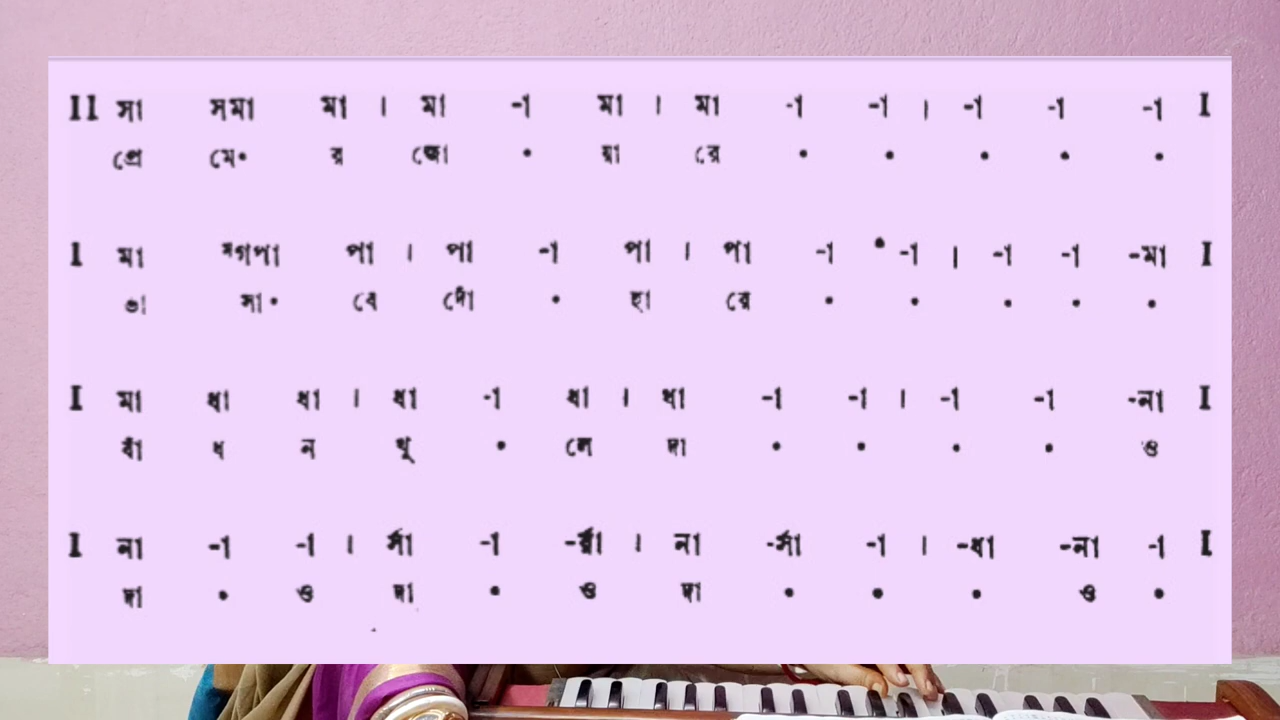 II সা সমা মা । মা -া মা । মা -া -া । -া -া -া I
প্রে মে• র জো • য়া রে • • • • •
I মা মগপা পা । পা -া পা । পা -া -া । -া -া -মা I
ভা সা• বে দোঁ • হা রে • • • • •
I মা ধা ধা । ধা -া ধা । ধা -া -া । -া -া -না I
বাঁ ধ ন খু • লে দা • • • • ও
I না -া -া । র্সা -া -র্রা । না -র্সা -া । -ধা -না -া I
দা • ও দা • ও দা • • • ও •